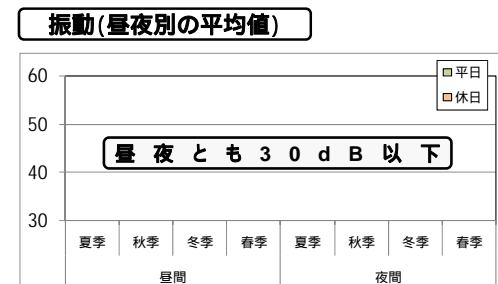 振動(昼夜別の平均値)
平日
休日
60
50
昼夜とも30dB以下
40
30
夏季 秋季 冬季 春季 夏季 秋季 冬季 春季
昼間 夜間